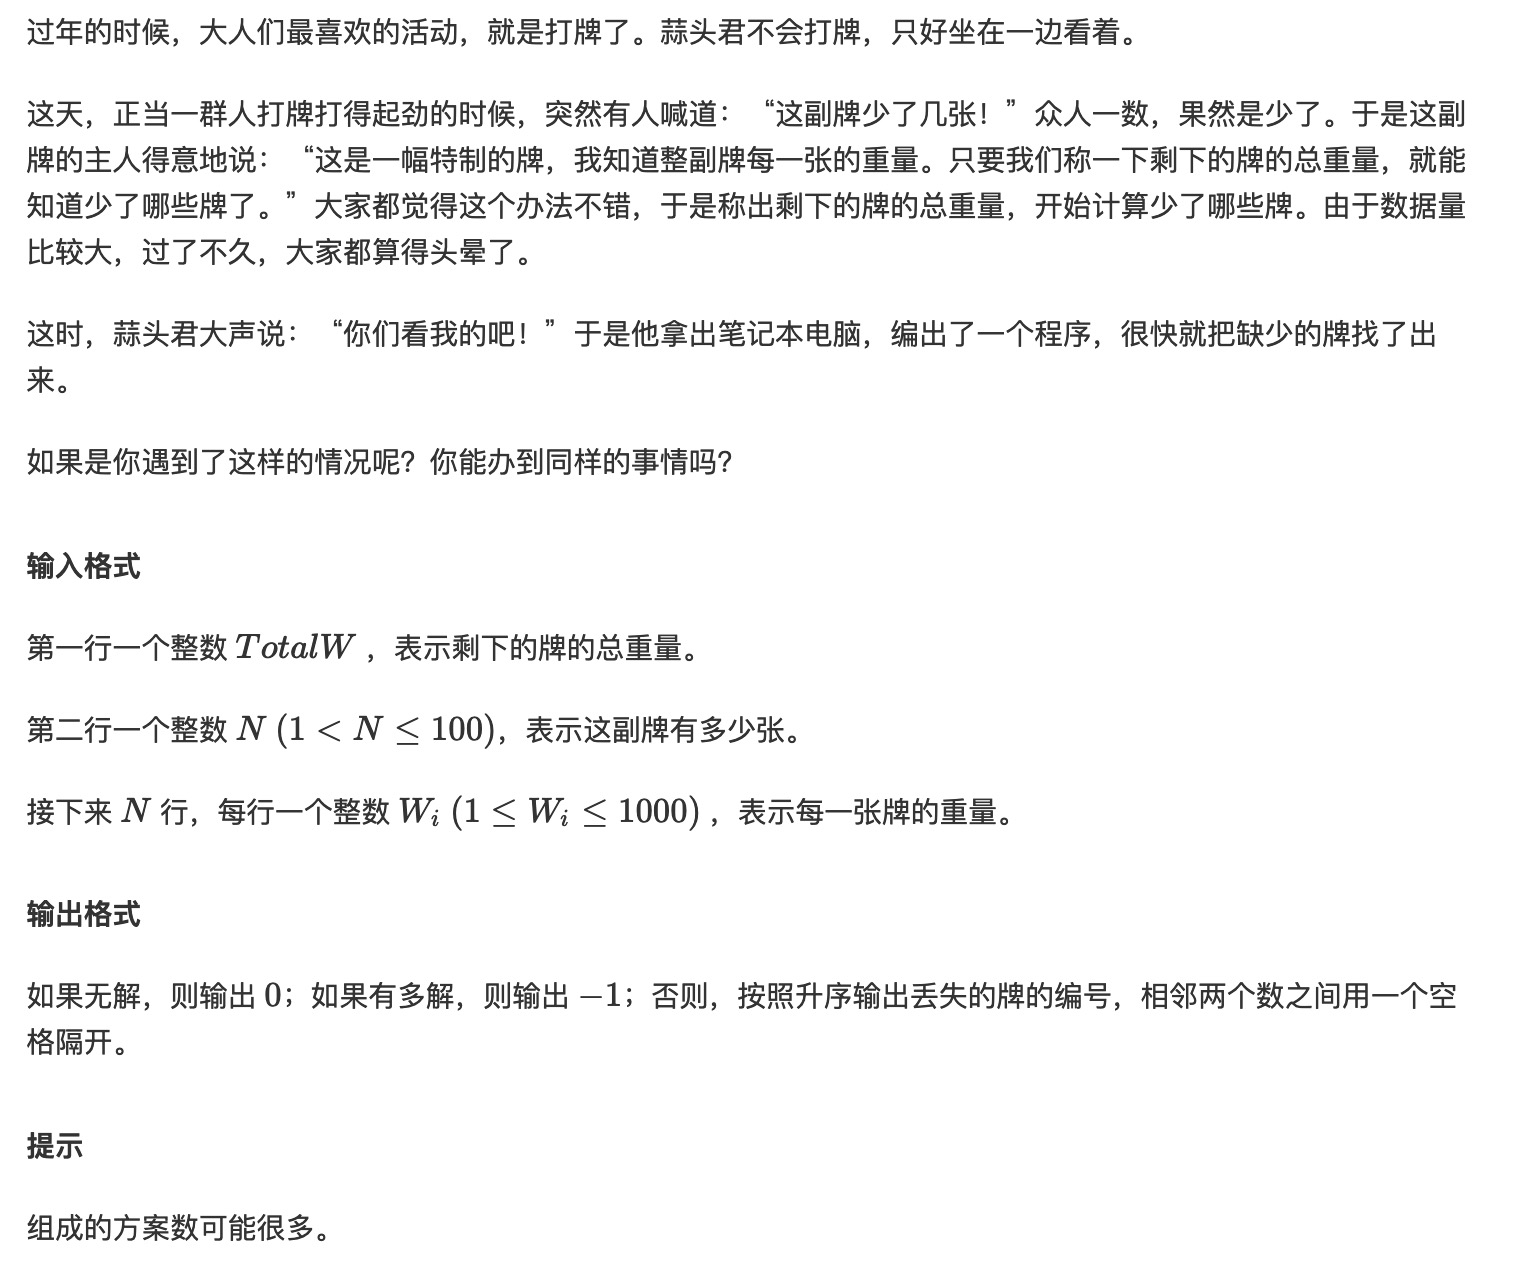 过年的时候，大人们最喜欢的活动，就是打牌了。蒜头君不会打牌，只好坐在一边看着。
这天，正当一群人打牌打得起劲的时候，突然有人喊道：“这副牌少了几张！”众人一数，果然是少了。于是这副
牌的主人得意地说：“这是一幅特制的牌，我知道整副牌每一张的重量。只要我们称一下剩下的牌的总重量，就能
知道少了哪些牌了。”大家都觉得这个办法不错，于是称出剩下的牌的总重量，开始计算少了哪些牌。由于数据量
比较大，过了不久，大家都算得头晕了。
这时，蒜头君大声说：“你们看我的吧！”于是他拿出笔记本电脑，编出了一个程序，很快就把缺少的牌找了出
来。
如果是你遇到了这样的情况呢？你能办到同样的事情吗？
输入格式
第一行一个整数 TotalW ，表示剩下的牌的总重量。
第二行一个整数 N (1 < N ≤ 100)，表示这副牌有多少张。
接下来 N 行，每行一个整数 W_i (1 ≤ W_i ≤ 1000) ，表示每一张牌的重量。
输出格式
如果无解，则输出 0；如果有多解，则输出 −1；否则，按照升序输出丢失的牌的编号，相邻两个数之间用一个空
格隔开。
提示
组成的方案数可能很多。